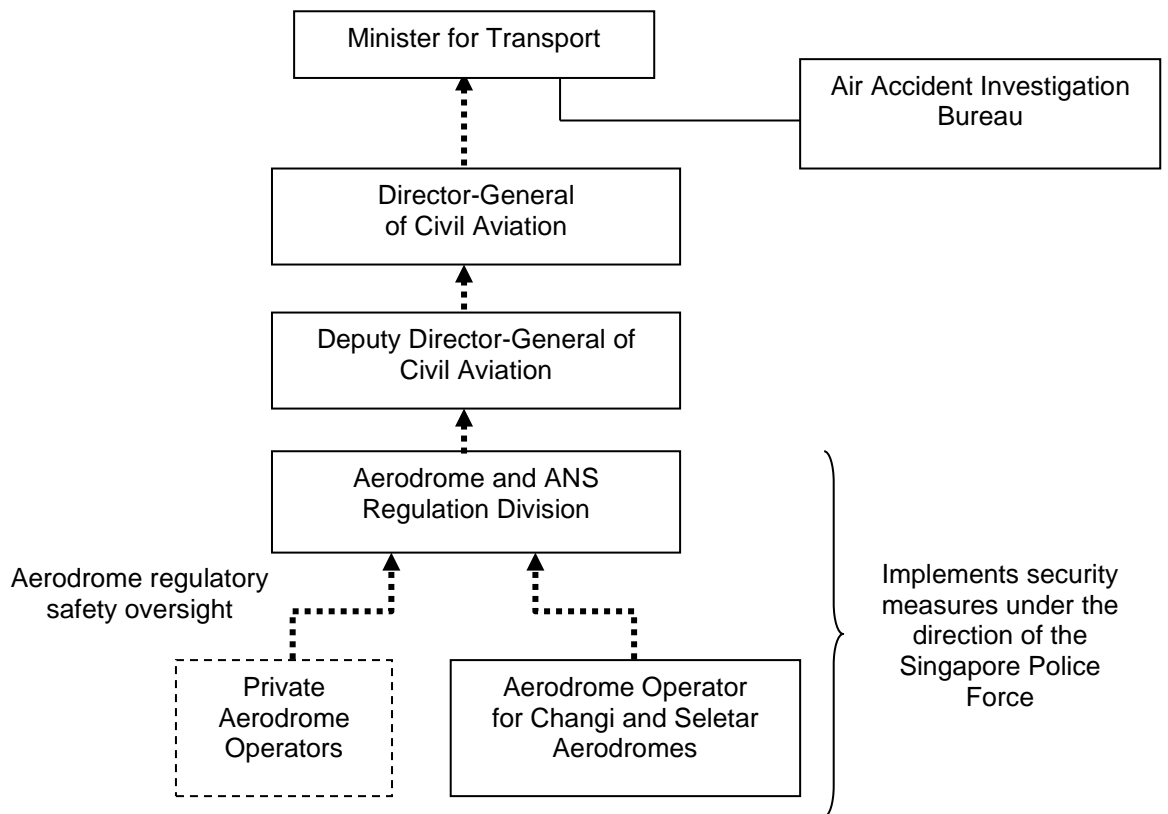 Minister for Transport
Air Accident Investigation
Bureau
Director-General
of Civil Aviation
Deputy Director-General of
Civil Aviation
Aerodrome and ANS
Regulation Division
Aerodrome regulatory
safety oversight
Implements security
measures under the
direction of the
Singapore Police
Force
Private
Aerodrome
Operators
Aerodrome Operator
for Changi and Seletar
Aerodromes